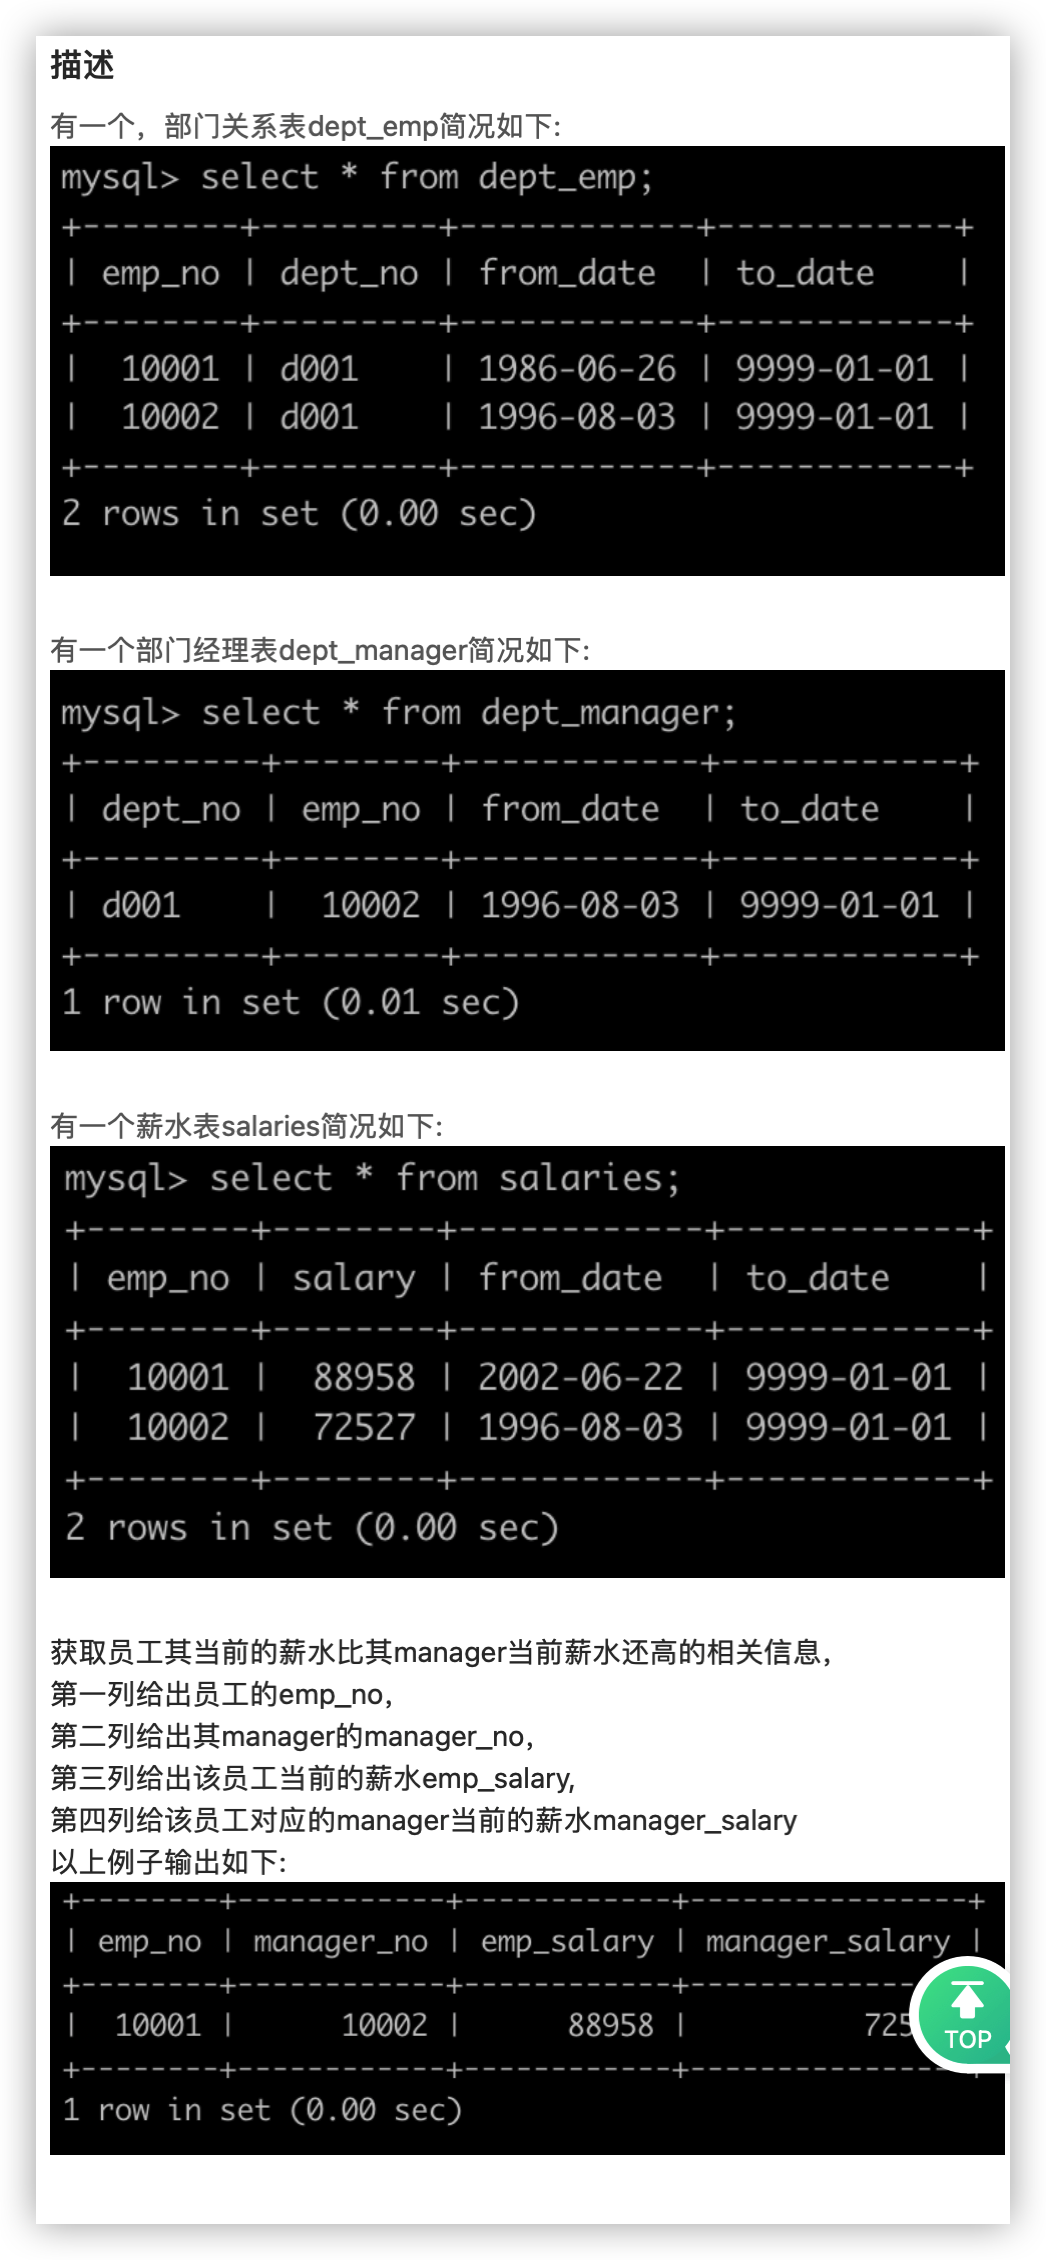 描述
有一个，部门关系表dept_emp简况如下:
mysql> select * from dept_emp;
+--------+---------+------------+------------+
| emp_no | dept_no | from_date  | to_date    |
+--------+---------+------------+------------+
|  10001 | d001    | 1986-06-26 | 9999-01-01 |
|  10002 | d001    | 1996-08-03 | 9999-01-01 |
+--------+---------+------------+------------+
2 rows in set (0.00 sec)
有一个部门经理表dept_manager简况如下:
mysql> select * from dept_manager;
+---------+--------+------------+------------+
| dept_no | emp_no | from_date  | to_date    |
+---------+--------+------------+------------+
| d001    |  10002 | 1996-08-03 | 9999-01-01 |
+---------+--------+------------+------------+
1 row in set (0.01 sec)
有一个薪水表salaries简况如下:
mysql> select * from salaries;
+--------+--------+------------+------------+
| emp_no | salary | from_date  | to_date    |
+--------+--------+------------+------------+
|  10001 |  88958 | 2002-06-22 | 9999-01-01 |
|  10002 |  72527 | 1996-08-03 | 9999-01-01 |
+--------+--------+------------+------------+
2 rows in set (0.00 sec)
获取员工其当前的薪水比其manager当前薪水还高的相关信息，
第一列给出员工的emp_no，
第二列给出其manager的manager_no，
第三列给出该员工当前的薪水emp_salary,
第四列给该员工对应的manager当前的薪水manager_salary
以上例子输出如下:
+--------+------------+------------+----------------+
| emp_no | manager_no | emp_salary | manager_salary |
+--------+------------+------------+------------
|  10001 |      10002 |      88958 |          725
+--------+------------+------------+----------------+
1 row in set (0.00 sec)
TOP